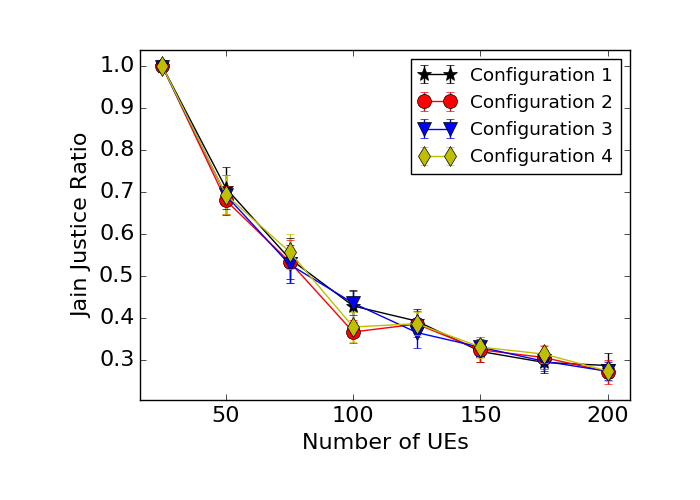 1.0
0.9
0.8
0.7
0.6
0.5
0.4
0.3
Jain Justice Ratio
Configuration 1
Configuration 2
Configuration 3
Configuration 4
50 100 150 200
Number of UEs